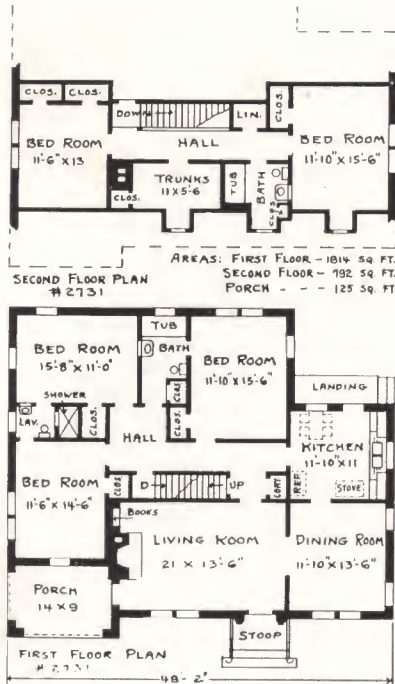 CLOS. CLOS.
CLOS.
DOWN
LIN.
BED ROOM
11'-6" X 13
HALL
BED ROOM
11'-10" X 15'-6"
TRUNKS
11 X 5'-6
CLOS.
TUB
BATH
CLOS.
AREAS: FIRST FLOOR - 1814 SQ. FT.
SECOND FLOOR - 792 SQ. FT.
PORCH - - - 125 SQ. FT.
SECOND FLOOR PLAN
#2731
TUB
BATH
BED ROOM
15'-8" X 11'-0"
BED ROOM
11'-10" X 15'-6"
CLOS.
LANDING
SHOWER
LAV.
CLOS.
HALL
CLOS.
KITCHEN
11'-10" X 11
REF.
STOVE
BED ROOM
11'-6" X 14'-6"
CLOS.
D
UP
COAT
BOOKS
LIVING ROOM
21 X 13'-6"
DINING ROOM
11'-10" X 13'-6"
PORCH
14 X 9
STOOP
FIRST FLOOR PLAN
#2731
48'-2"